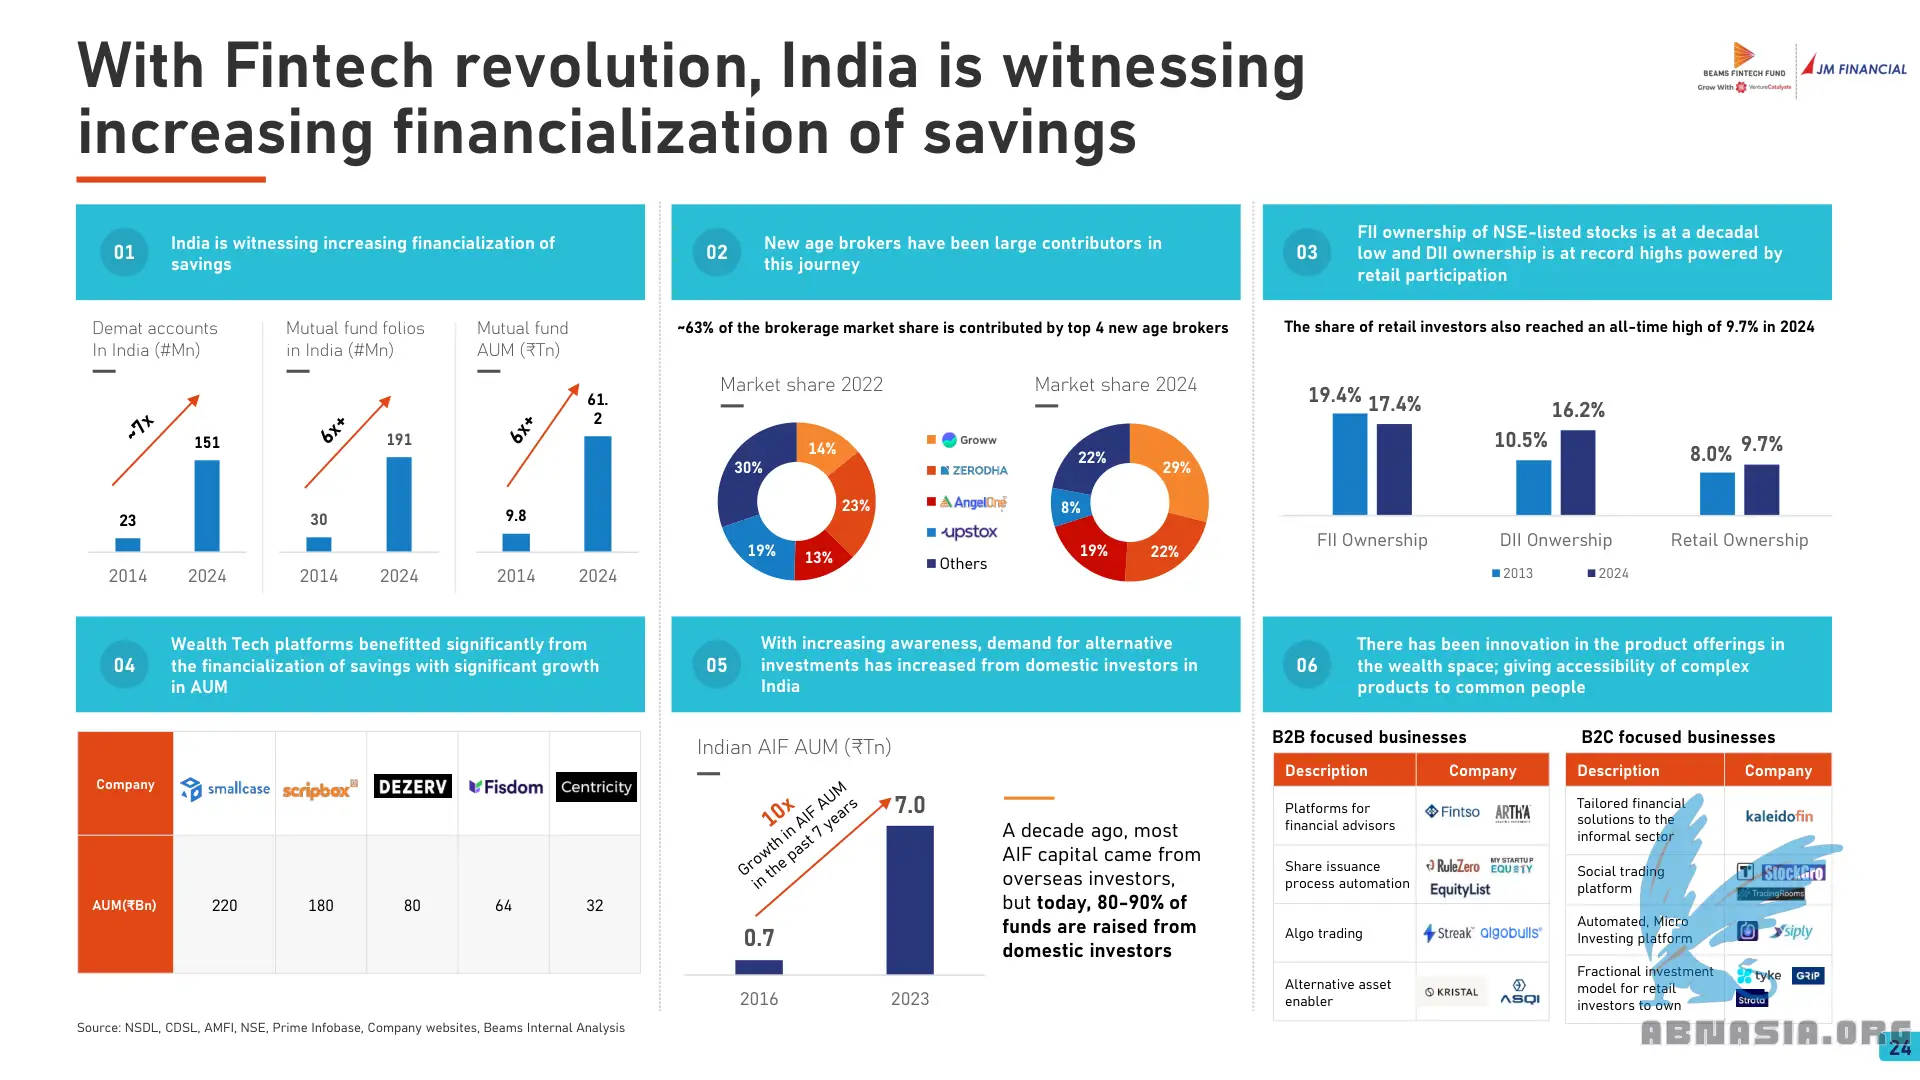 With Fintech revolution, India is witnessing
increasing financialization of savings
BEAMS FINTECH FUND
Grow With VentureCatalysts
JM FINANCIAL
01
India is witnessing increasing financialization of
savings
Demat accounts
In India (#Mn)
~7x
23
151
2014
2024
Mutual fund folios
in India (#Mn)
6x+
30
191
2014
2024
Mutual fund
AUM (₹Tn)
6x+
9.8
61.
2
2014
2024
02
New age brokers have been large contributors in
this journey
~63% of the brokerage market share is contributed by top 4 new age brokers
Market share 2022
14%
23%
13%
19%
30%
Groww
ZERODHA
AngelOne
upstox
Others
Market share 2024
29%
22%
19%
8%
22%
03
FII ownership of NSE-listed stocks is at a decadal
low and DII ownership is at record highs powered by
retail participation
The share of retail investors also reached an all-time high of 9.7% in 2024
19.4%
17.4%
10.5%
16.2%
8.0%
9.7%
FII Ownership
DII Onwership
Retail Ownership
2013
2024
04
Wealth Tech platforms benefitted significantly from
the financialization of savings with significant growth
in AUM
Company
smallcase
scripbox
DEZERV
Fisdom
Centricity
AUM(₹Bn)
220
180
80
64
32
05
With increasing awareness, demand for alternative
investments has increased from domestic investors in
India
Indian AIF AUM (₹Tn)
10x
Growth in AIF AUM
in the past 7 years
0.7
7.0
2016
2023
A decade ago, most
AIF capital came from
overseas investors,
but today, 80-90% of
funds are raised from
domestic investors
06
There has been innovation in the product offerings in
the wealth space; giving accessibility of complex
products to common people
B2B focused businesses
Description
Company
Platforms for
financial advisors
Fintso
ARTHA
Share issuance
process automation
RuleZero
MY STARTUP
EQUITY
EquityList
Algo trading
Streak
algobulls
Alternative asset
enabler
KRISTAL
ASQI
B2C focused businesses
Description
Company
Tailored financial
solutions to the
informal sector
kaleidofin
Social trading
platform
StockGro
TradingRooms
Automated, Micro
Investing platform
siply
Fractional investment
model for retail
investors to own
tyke
GRIP
Strata
Source: NSDL, CDSL, AMFI, NSE, Prime Infobase, Company websites, Beams Internal Analysis
ABNASIA.ORG
24